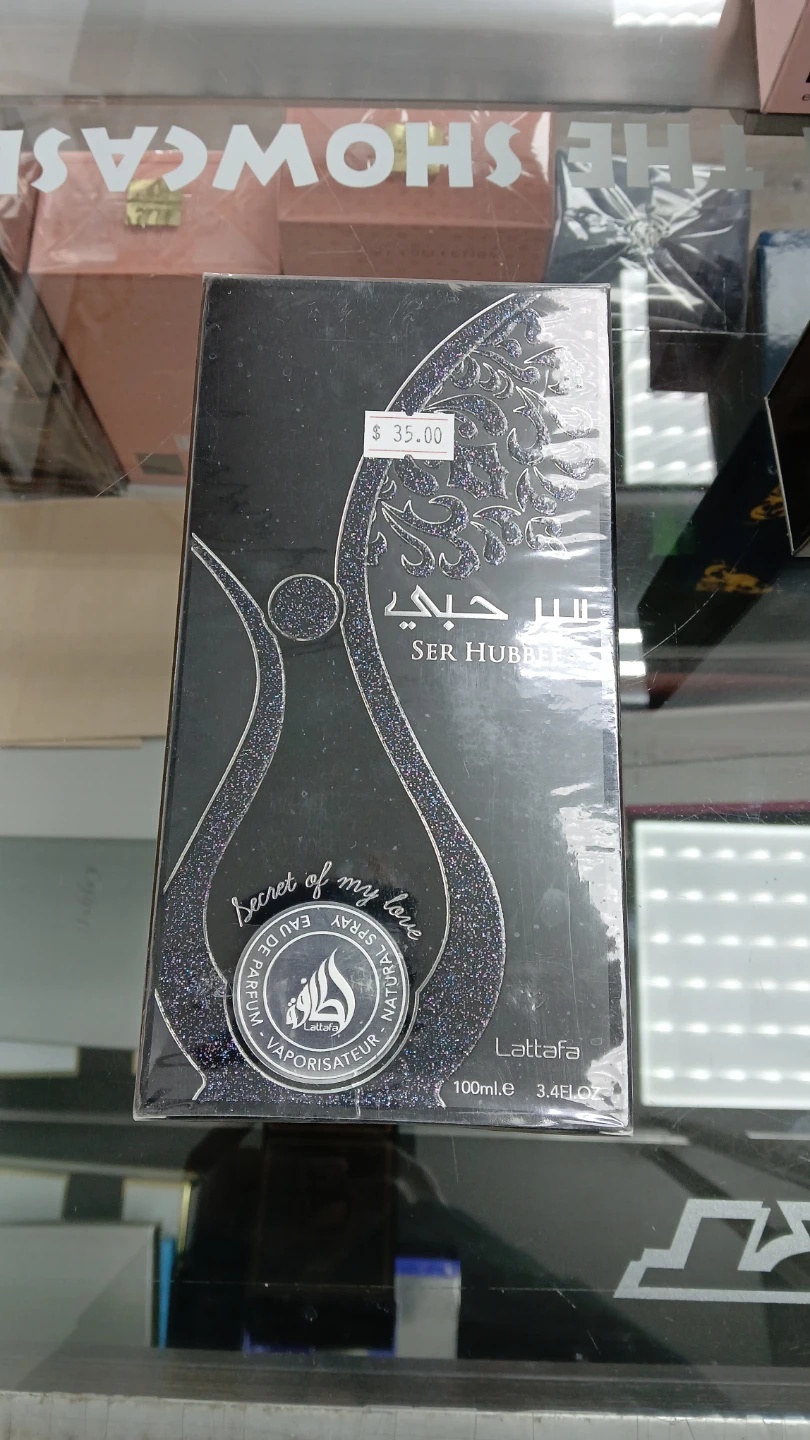 THE SHOWCASE
$ 35.00
سر حبي
SER HUBBEE
Secret of my love
EAU DE PARFUM - VAPORISATEUR - NATURAL SPRAY
لطافة
Lattafa
Lattafa
100ml.e 3.4FL.OZ